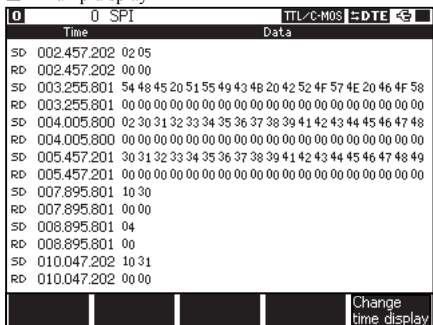 0 0 SPI TTL/C-MOS DTE
Time Data
SD 002.457.202 02 05
RD 002.457.202 00 00
SD 003.255.801 54 48 45 20 51 55 49 43 4B 20 42 52 4F 57 4E 20 46 4F 58
RD 003.255.801 00 00 00 00 00 00 00 00 00 00 00 00 00 00 00 00 00 00 00
SD 004.005.800 02 30 31 32 33 34 35 36 37 38 39 41 42 43 44 45 46 47 48
RD 004.005.800 00 00 00 00 00 00 00 00 00 00 00 00 00 00 00 00 00 00 00
SD 005.457.201 30 31 32 33 34 35 36 37 38 39 41 42 43 44 45 46 47 48 49
RD 005.457.201 00 00 00 00 00 00 00 00 00 00 00 00 00 00 00 00 00 00 00
SD 007.895.801 10 30
RD 007.895.801 00 00
SD 008.895.801 04
RD 008.895.801 00
SD 010.047.202 10 31
RD 010.047.202 00 00
Change
time display